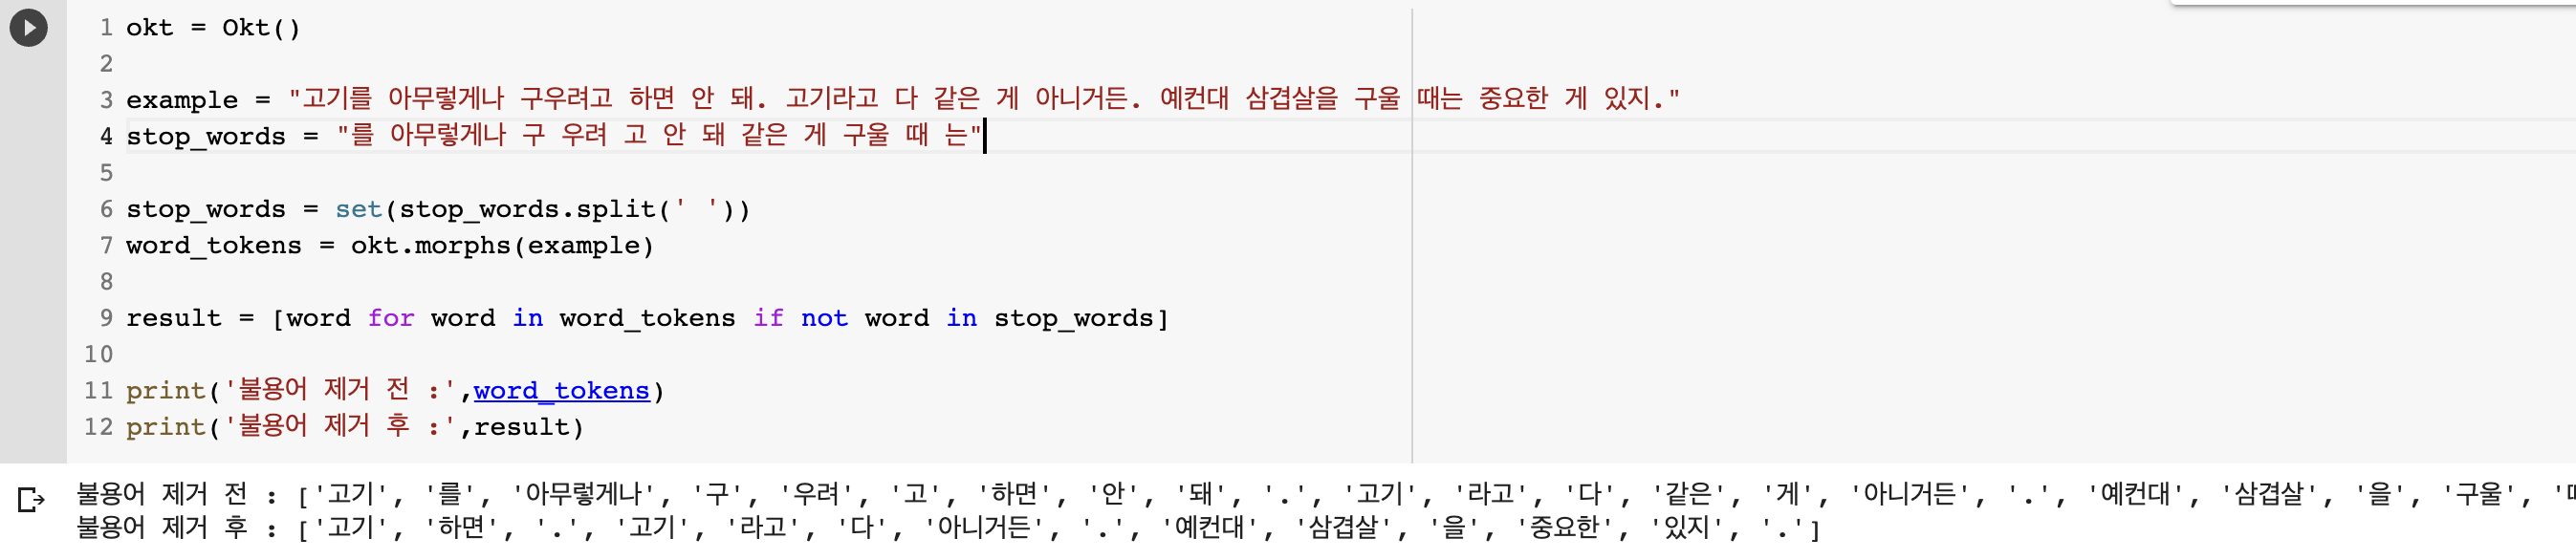 1 okt = Okt()
2
3 example = "고기를 아무렇게나 구우려고 하면 안 돼. 고기라고 다 같은 게 아니거든. 예컨대 삼겹살을 구울 때는 중요한 게 있지."
4 stop_words = "를 아무렇게나 구 우려 고 안 돼 같은 게 구울 때 는"
5
6 stop_words = set(stop_words.split(' '))
7 word_tokens = okt.morphs(example)
8
9 result = [word for word in word_tokens if not word in stop_words]
10
11 print('불용어 제거 전 :',word_tokens)
12 print('불용어 제거 후 :',result)
불용어 제거 전 : ['고기', '를', '아무렇게나', '구', '우려', '고', '하면', '안', '돼', '.', '고기', '라고', '다', '같은', '게', '아니거든', '.', '예컨대', '삼겹살', '을', '구울',
불용어 제거 후 : ['고기', '하면', '.', '고기', '라고', '다', '아니거든', '.', '예컨대', '삼겹살', '을', '중요한', '있지', '.']